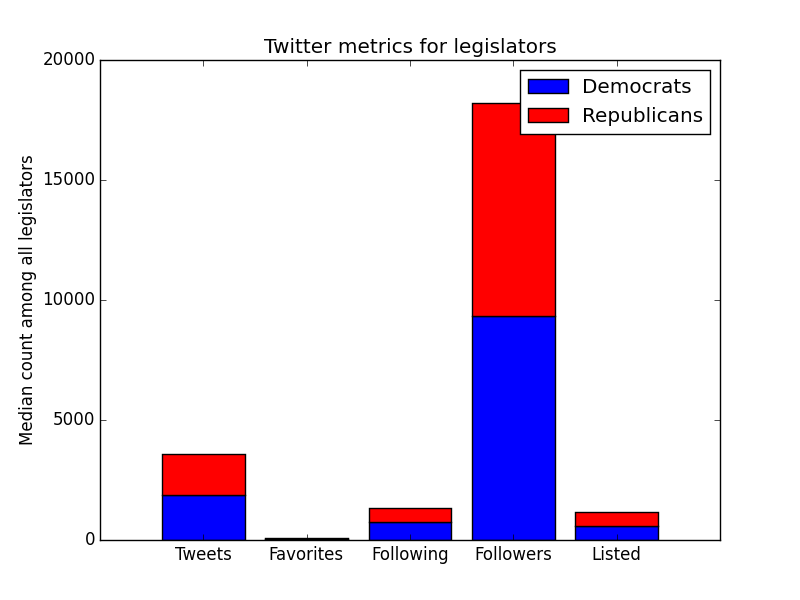 Twitter metrics for legislators
20000
15000
10000
5000
0
Median count among all legislators
Democrats
Republicans
Tweets
Favorites
Following
Followers
Listed